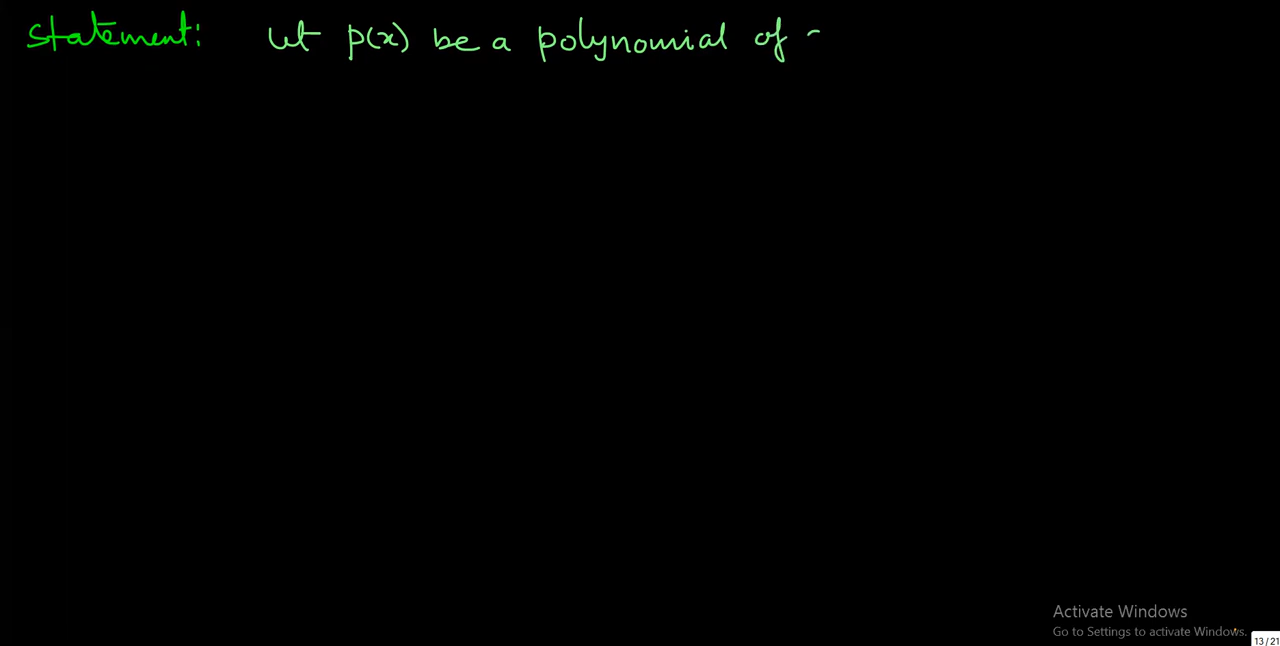 Statement: Let p(x) be a polynomial of
Activate Windows
Go to Settings to activate Windows.
13 / 21